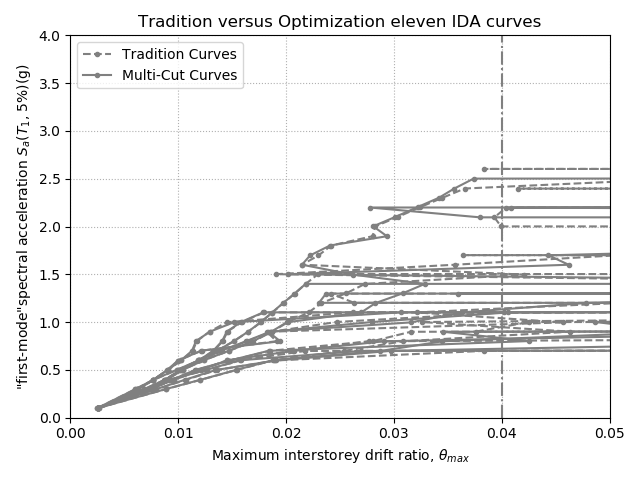 Tradition versus Optimization eleven IDA curves
4.0
3.5
3.0
2.5
2.0
1.5
1.0
0.5
0.0
"first-mode"spectral acceleration Sₐ(T₁, 5%)(g)
Tradition Curves
Multi-Cut Curves
0.00 0.01 0.02 0.03 0.04 0.05
Maximum interstorey drift ratio, θmax